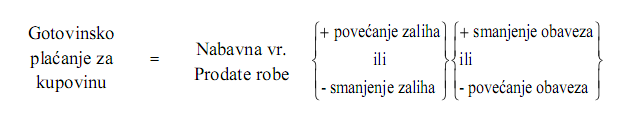 Gotovinsko
plaćanje za
kupovinu
=
Nabavna vr.
Prodate robe
+ povećanje zaliha
ili
- smanjenje zaliha
+ smanjenje obaveza
ili
- povećanje obaveza